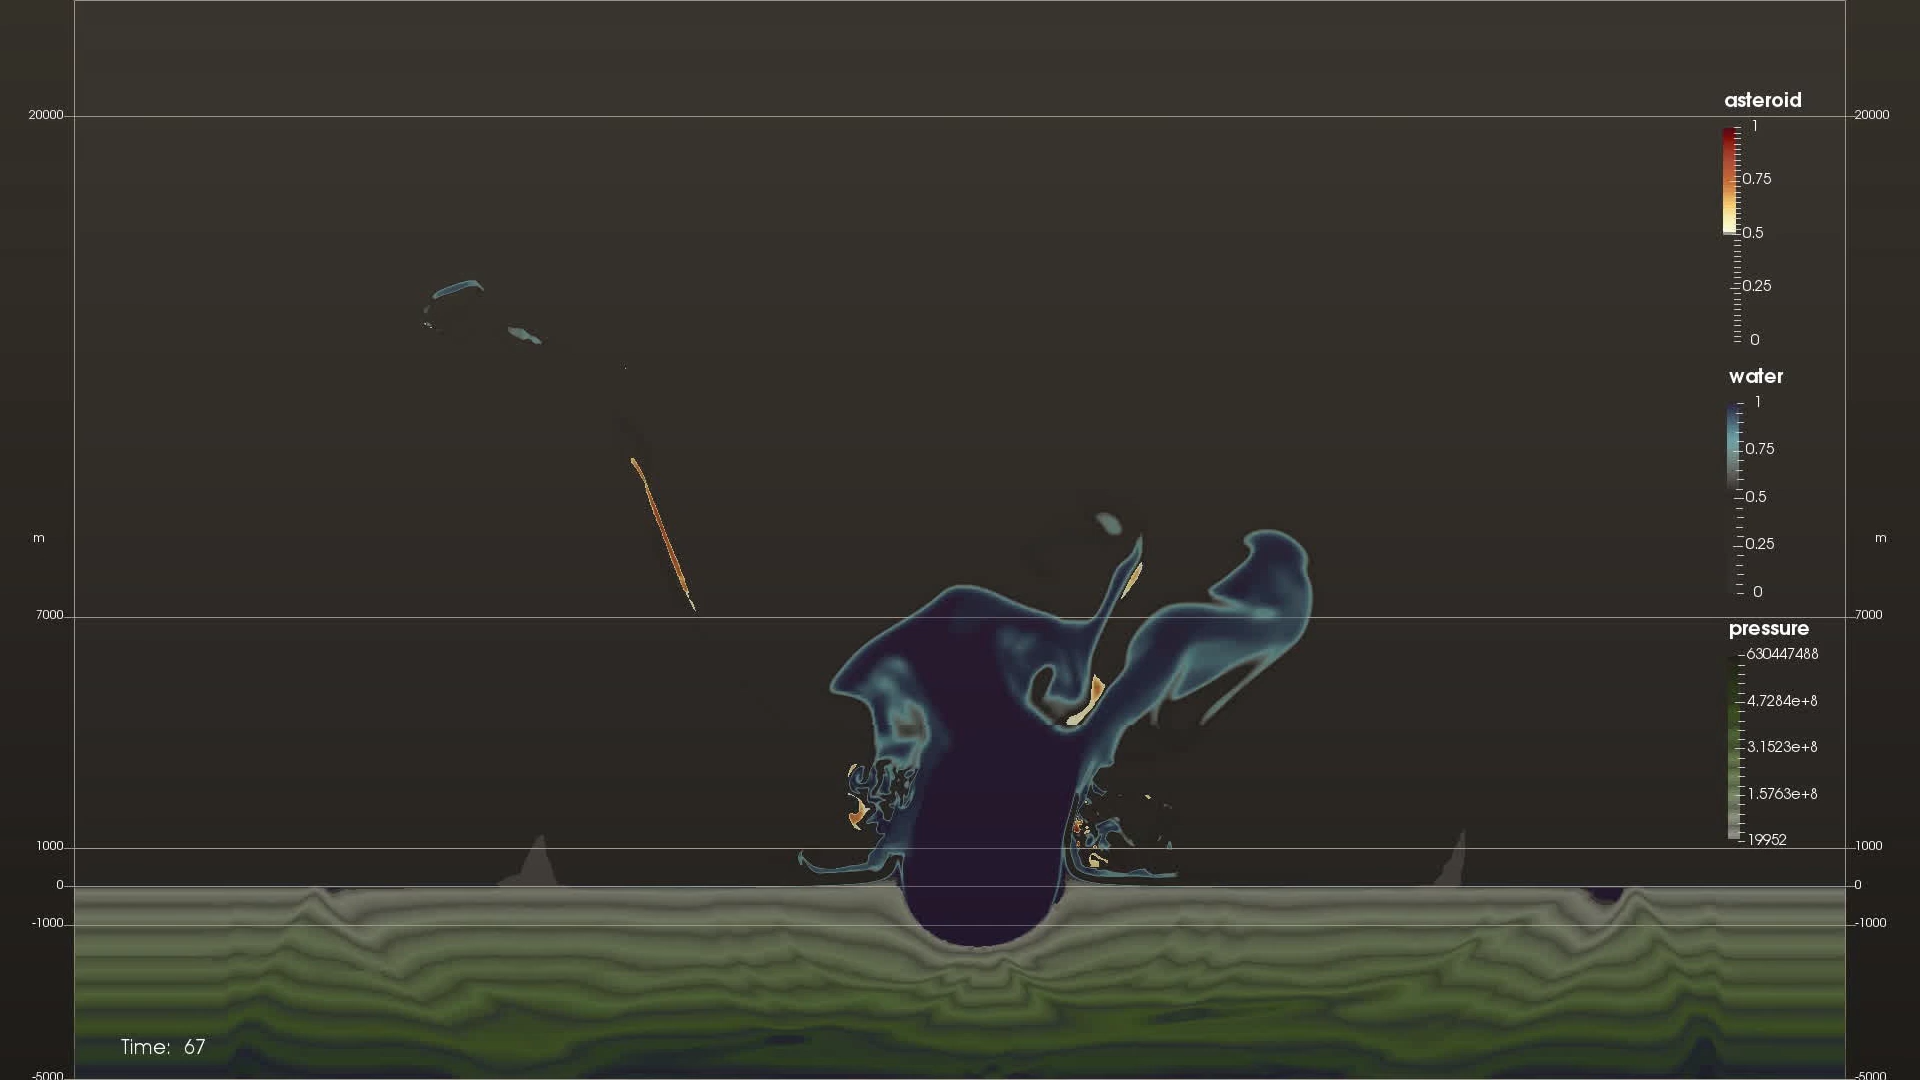 20000
m
7000
1000
0
-1000
-5000
Time: 67
asteroid
1
0.75
0.5
0.25
0
water
1
0.75
0.5
0.25
0
pressure
630447488
4.7284e+8
3.1523e+8
1.5763e+8
19952
20000
m
7000
1000
0
-1000
-5000